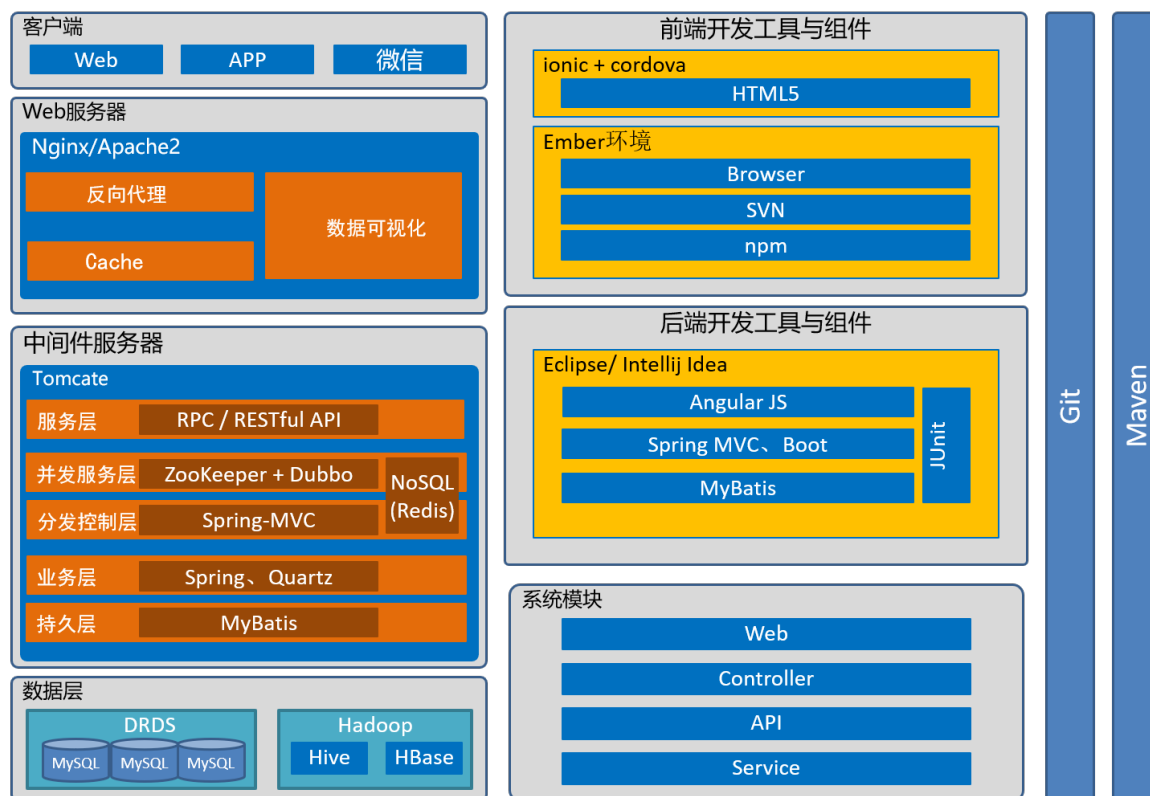 客户端
Web
APP
微信
Web服务器
Nginx/Apache2
反向代理
数据可视化
Cache
中间件服务器
Tomcate
服务层
RPC / RESTful API
并发服务层
ZooKeeper + Dubbo
NoSQL
(Redis)
分发控制层
Spring-MVC
业务层
Spring、Quartz
持久层
MyBatis
数据层
DRDS
MySQL
MySQL
MySQL
Hadoop
Hive
HBase
前端开发工具与组件
ionic + cordova
HTML5
Ember环境
Browser
SVN
npm
后端开发工具与组件
Eclipse/ Intellij Idea
Angular JS
Spring MVC、Boot
MyBatis
JUnit
系统模块
Web
Controller
API
Service
Git
Maven